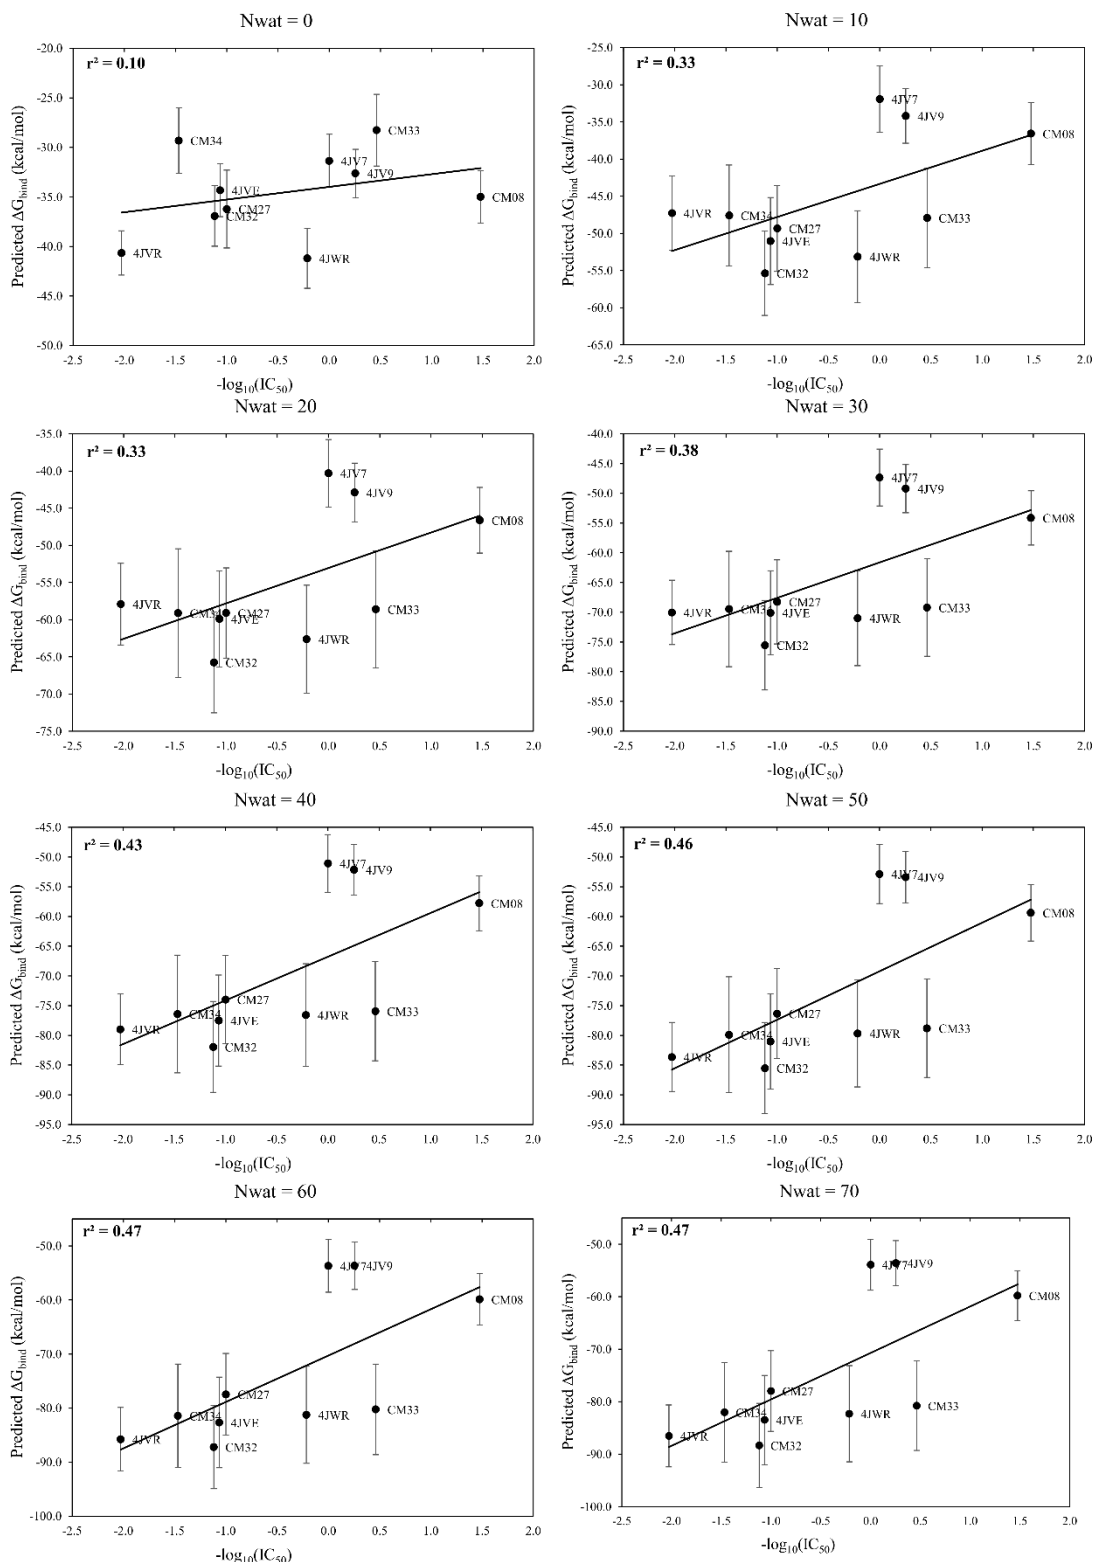 Nwat = 0
r² = 0.10
Predicted ΔG_bind (kcal/mol)
-20.0
-25.0
-30.0
-35.0
-40.0
-45.0
-50.0
CM34
CM33
4JV7
4JV9
4JVE
CM08
CM27
CM32
4JVR
4JWR
-2.5 -2.0 -1.5 -1.0 -0.5 0.0 0.5 1.0 1.5 2.0
-log₁₀(IC₅₀)
Nwat = 10
r² = 0.33
Predicted ΔG_bind (kcal/mol)
-25.0
-30.0
-35.0
-40.0
-45.0
-50.0
-55.0
-60.0
-65.0
4JV7
4JV9
CM08
4JVR
CM34
CM33
CM27
4JVE
4JWR
CM32
-2.5 -2.0 -1.5 -1.0 -0.5 0.0 0.5 1.0 1.5 2.0
-log₁₀(IC₅₀)
Nwat = 20
r² = 0.33
Predicted ΔG_bind (kcal/mol)
-35.0
-40.0
-45.0
-50.0
-55.0
-60.0
-65.0
-70.0
-75.0
4JV7
4JV9
CM08
4JVR
CM33
CM34
CM27
4JVE
4JWR
CM32
-2.5 -2.0 -1.5 -1.0 -0.5 0.0 0.5 1.0 1.5 2.0
-log₁₀(IC₅₀)
Nwat = 30
r² = 0.38
Predicted ΔG_bind (kcal/mol)
-40.0
-45.0
-50.0
-55.0
-60.0
-65.0
-70.0
-75.0
-80.0
-85.0
-90.0
4JV7
4JV9
CM08
CM27
CM33
CM34
4JVR
4JVE
4JWR
CM32
-2.5 -2.0 -1.5 -1.0 -0.5 0.0 0.5 1.0 1.5 2.0
-log₁₀(IC₅₀)
Nwat = 40
r² = 0.43
Predicted ΔG_bind (kcal/mol)
-45.0
-50.0
-55.0
-60.0
-65.0
-70.0
-75.0
-80.0
-85.0
-90.0
-95.0
4JV7
4JV9
CM08
CM27
CM33
CM34
4JWR
4JVE
4JVR
CM32
-2.5 -2.0 -1.5 -1.0 -0.5 0.0 0.5 1.0 1.5 2.0
-log₁₀(IC₅₀)
Nwat = 50
r² = 0.46
Predicted ΔG_bind (kcal/mol)
-45.0
-50.0
-55.0
-60.0
-65.0
-70.0
-75.0
-80.0
-85.0
-90.0
-95.0
4JV7
4JV9
CM08
CM27
CM33
4JWR
CM34
4JVE
4JVR
CM32
-2.5 -2.0 -1.5 -1.0 -0.5 0.0 0.5 1.0 1.5 2.0
-log₁₀(IC₅₀)
Nwat = 60
r² = 0.47
Predicted ΔG_bind (kcal/mol)
-50.0
-60.0
-70.0
-80.0
-90.0
-100.0
4JV7
4JV9
CM08
CM27
CM33
4JWR
CM34
4JVE
4JVR
CM32
-2.5 -2.0 -1.5 -1.0 -0.5 0.0 0.5 1.0 1.5 2.0
-log₁₀(IC₅₀)
Nwat = 70
r² = 0.47
Predicted ΔG_bind (kcal/mol)
-50.0
-60.0
-70.0
-80.0
-90.0
-100.0
4JV7
4JV9
CM08
CM27
CM33
CM34
4JWR
4JVE
4JVR
CM32
-2.5 -2.0 -1.5 -1.0 -0.5 0.0 0.5 1.0 1.5 2.0
-log₁₀(IC₅₀)